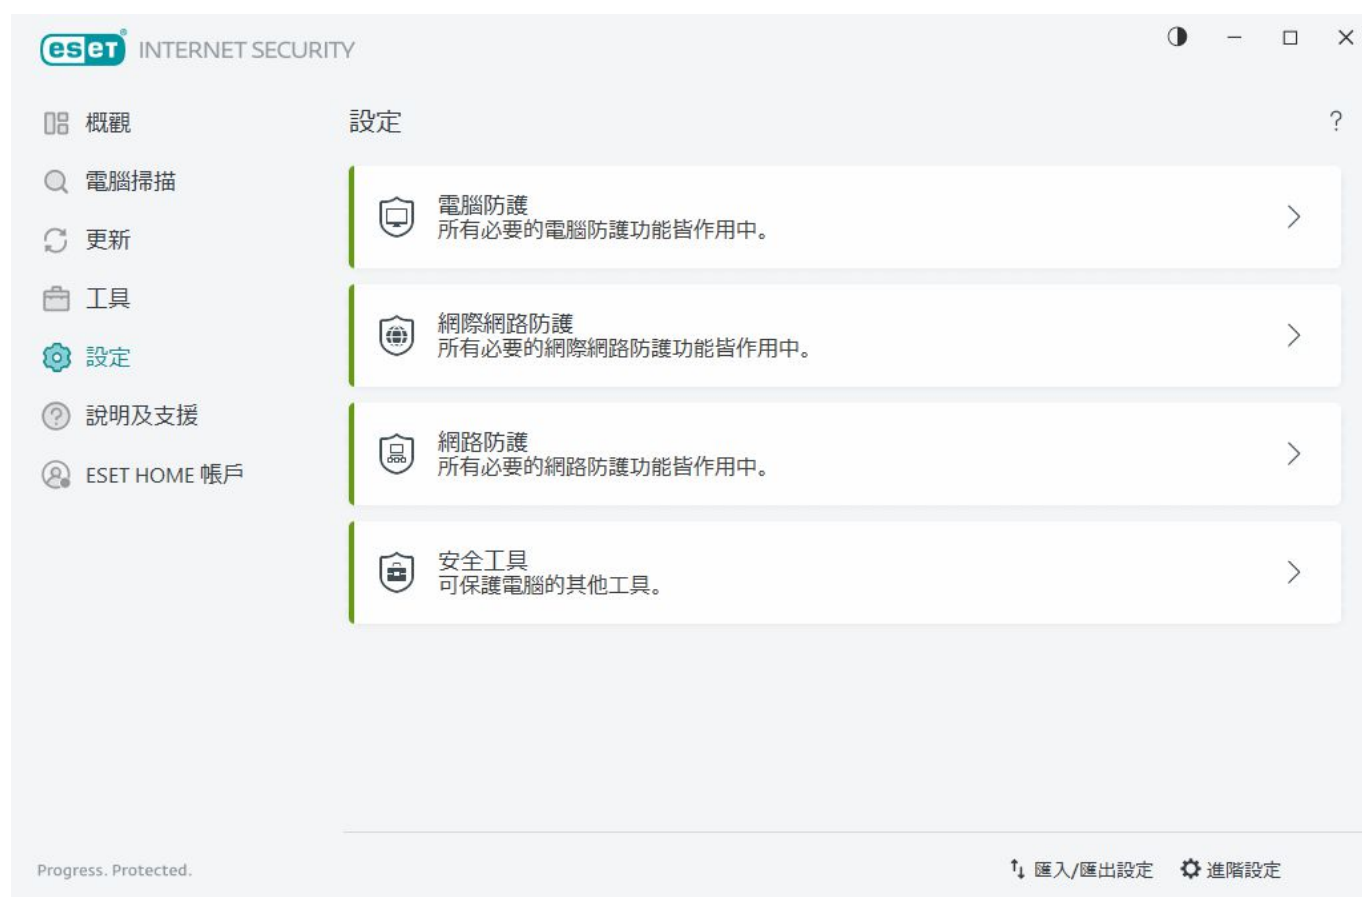 eset® INTERNET SECURITY
概觀
電腦掃描
更新
工具
設定
說明及支援
ESET HOME 帳戶
設定
?
電腦防護
所有必要的電腦防護功能皆作用中。
網際網路防護
所有必要的網際網路防護功能皆作用中。
網路防護
所有必要的網路防護功能皆作用中。
安全工具
可保護電腦的其他工具。
Progress. Protected.
匯入/匯出設定
進階設定